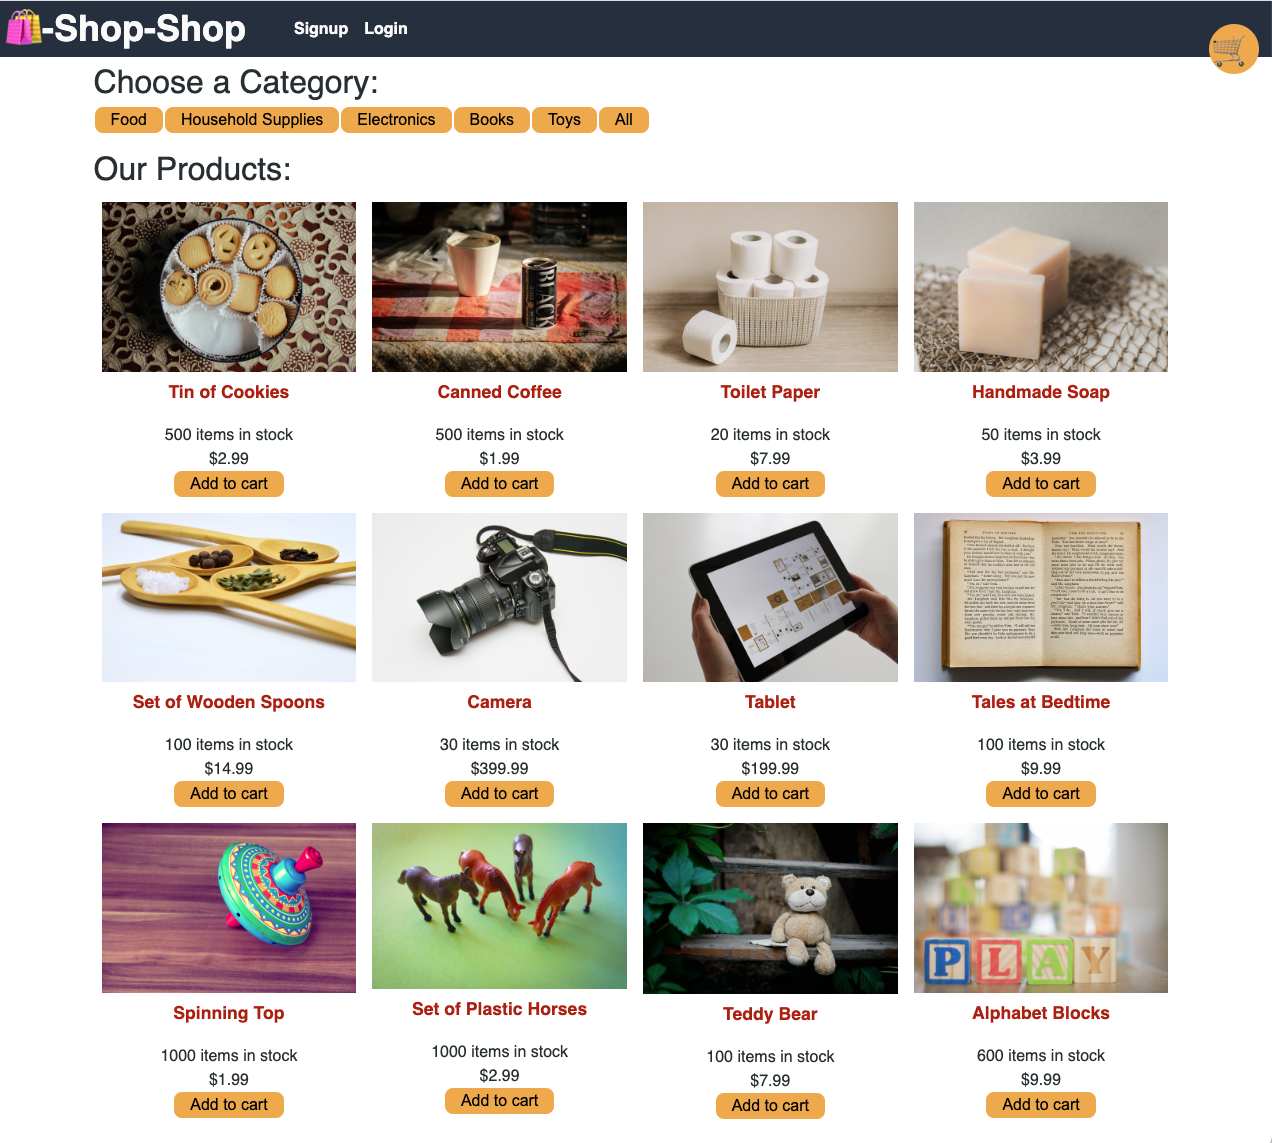 -Shop-Shop
Signup Login
Choose a Category:
Food Household Supplies Electronics Books Toys All
Our Products:
BLACK
Tin of Cookies
500 items in stock
$2.99
Add to cart
Canned Coffee
500 items in stock
$1.99
Add to cart
Toilet Paper
20 items in stock
$7.99
Add to cart
Handmade Soap
50 items in stock
$3.99
Add to cart
Set of Wooden Spoons
100 items in stock
$14.99
Add to cart
Camera
30 items in stock
$399.99
Add to cart
Tablet
30 items in stock
$199.99
Add to cart
Tales at Bedtime
100 items in stock
$9.99
Add to cart
PLAY
Spinning Top
1000 items in stock
$1.99
Add to cart
Set of Plastic Horses
1000 items in stock
$2.99
Add to cart
Teddy Bear
100 items in stock
$7.99
Add to cart
Alphabet Blocks
600 items in stock
$9.99
Add to cart